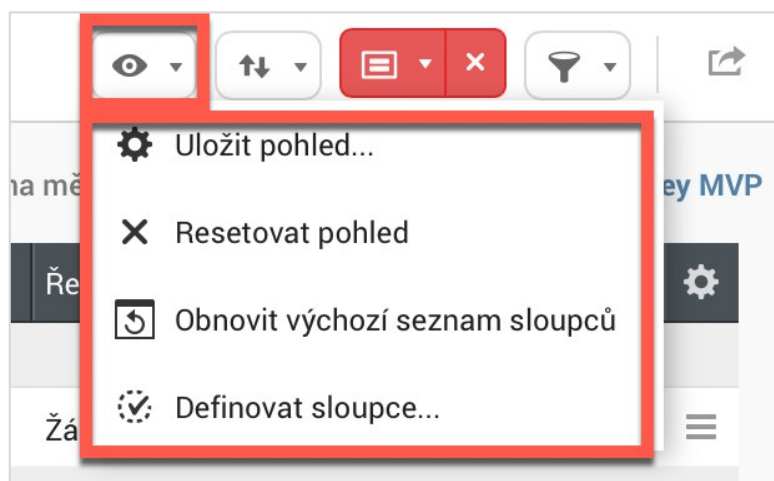 Uložit pohled...
na mě
ey MVP
Resetovat pohled
Ře
Obnovit výchozí seznam sloupců
Definovat sloupce...
Žá